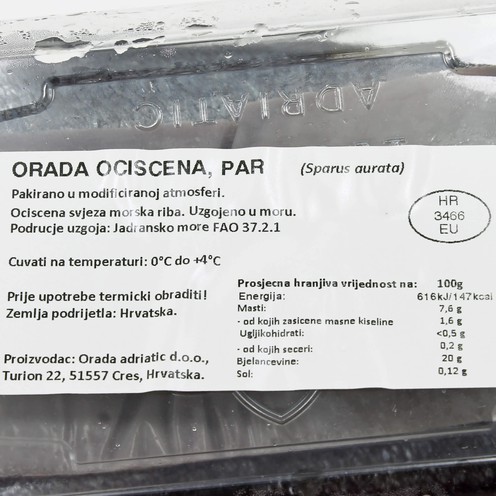 ADRIATIC
ORADA OCISCENA, PAR (Sparus aurata)
Pakirano u modificiranoj atmosferi.
Ociscena svjeza morska riba. Uzgojeno u moru.
Podrucje uzgoja: Jadransko more FAO 37.2.1
HR
3466
EU
Cuvati na temperaturi: 0°C do +4°C
Prije upotrebe termicki obraditi!
Zemlja podrijetla: Hrvatska.
Proizvodac: Orada adriatic d.o.o.,
Turion 22, 51557 Cres, Hrvatska.
Prosjecna hranjiva vrijednost na: 100g
Energija: 616kJ/147kcal
Masti: 7,6 g
- od kojih zasicene masne kiseline 1,6 g
Ugljikohidrati: <0,5 g
- od kojih seceri: 0,2 g
Bjelancevine: 20 g
Sol: 0,12 g